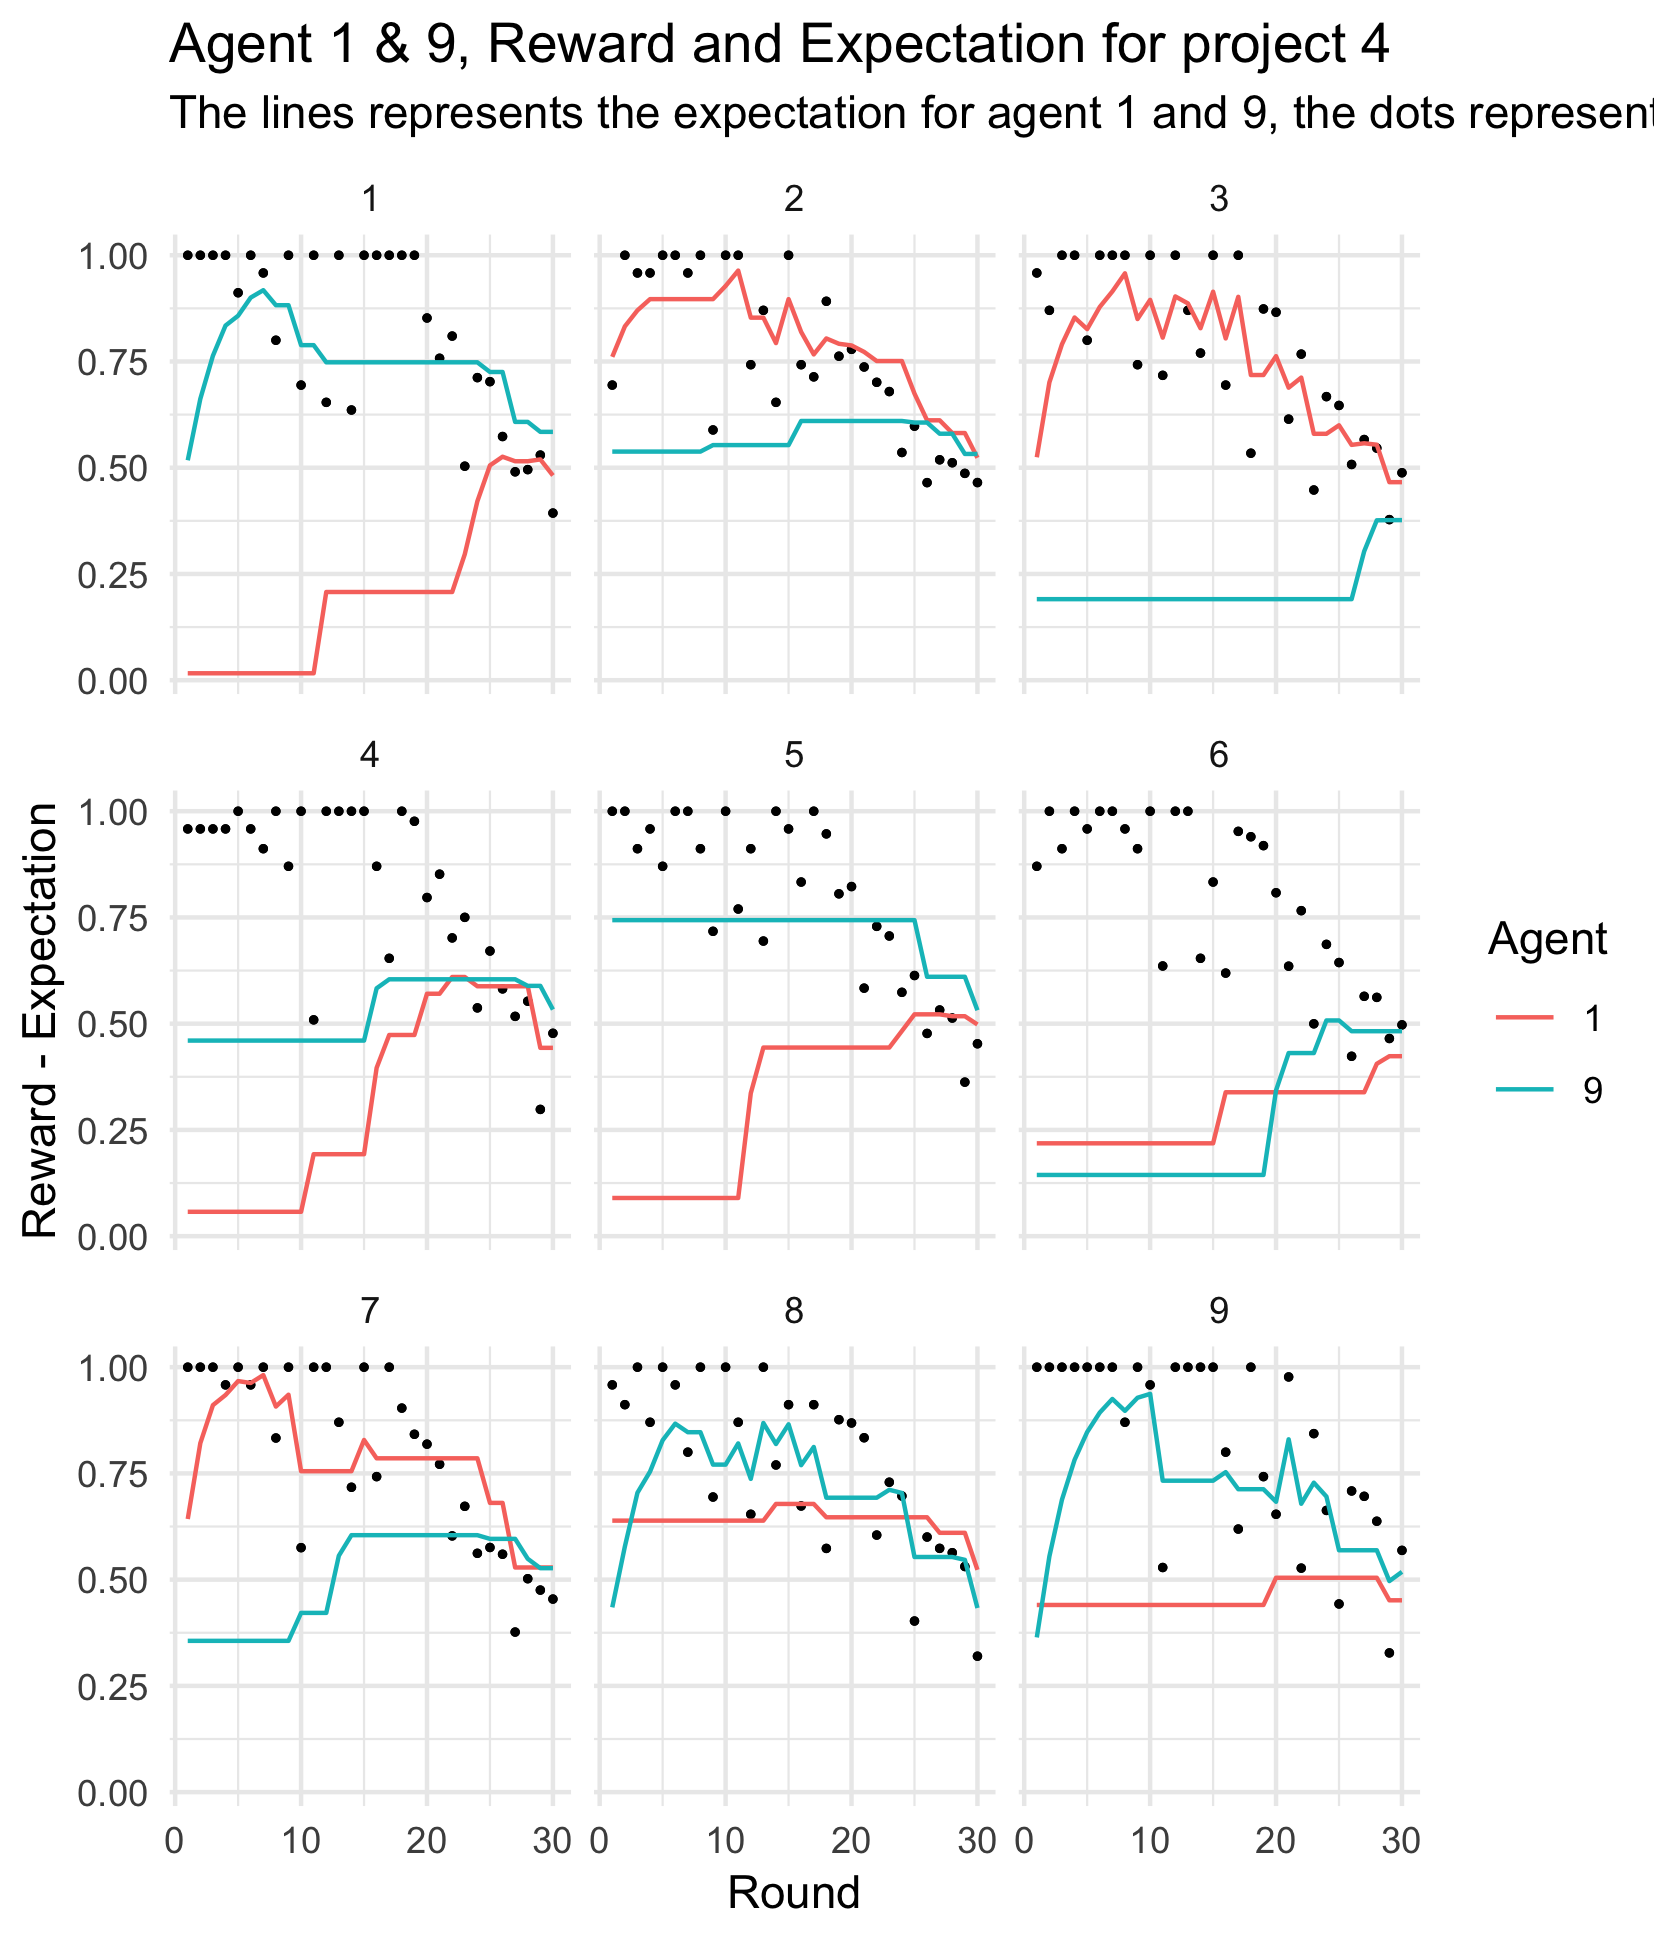 Agent 1 & 9, Reward and Expectation for project 4
The lines represents the expectation for agent 1 and 9, the dots represent
1 2 3
1.00
0.75
0.50
0.25
0.00
4 5 6
1.00
0.75
0.50
0.25
0.00
7 8 9
1.00
0.75
0.50
0.25
0.00
0 10 20 30 0 10 20 30 0 10 20 30
Round
Reward - Expectation
Agent
1
9